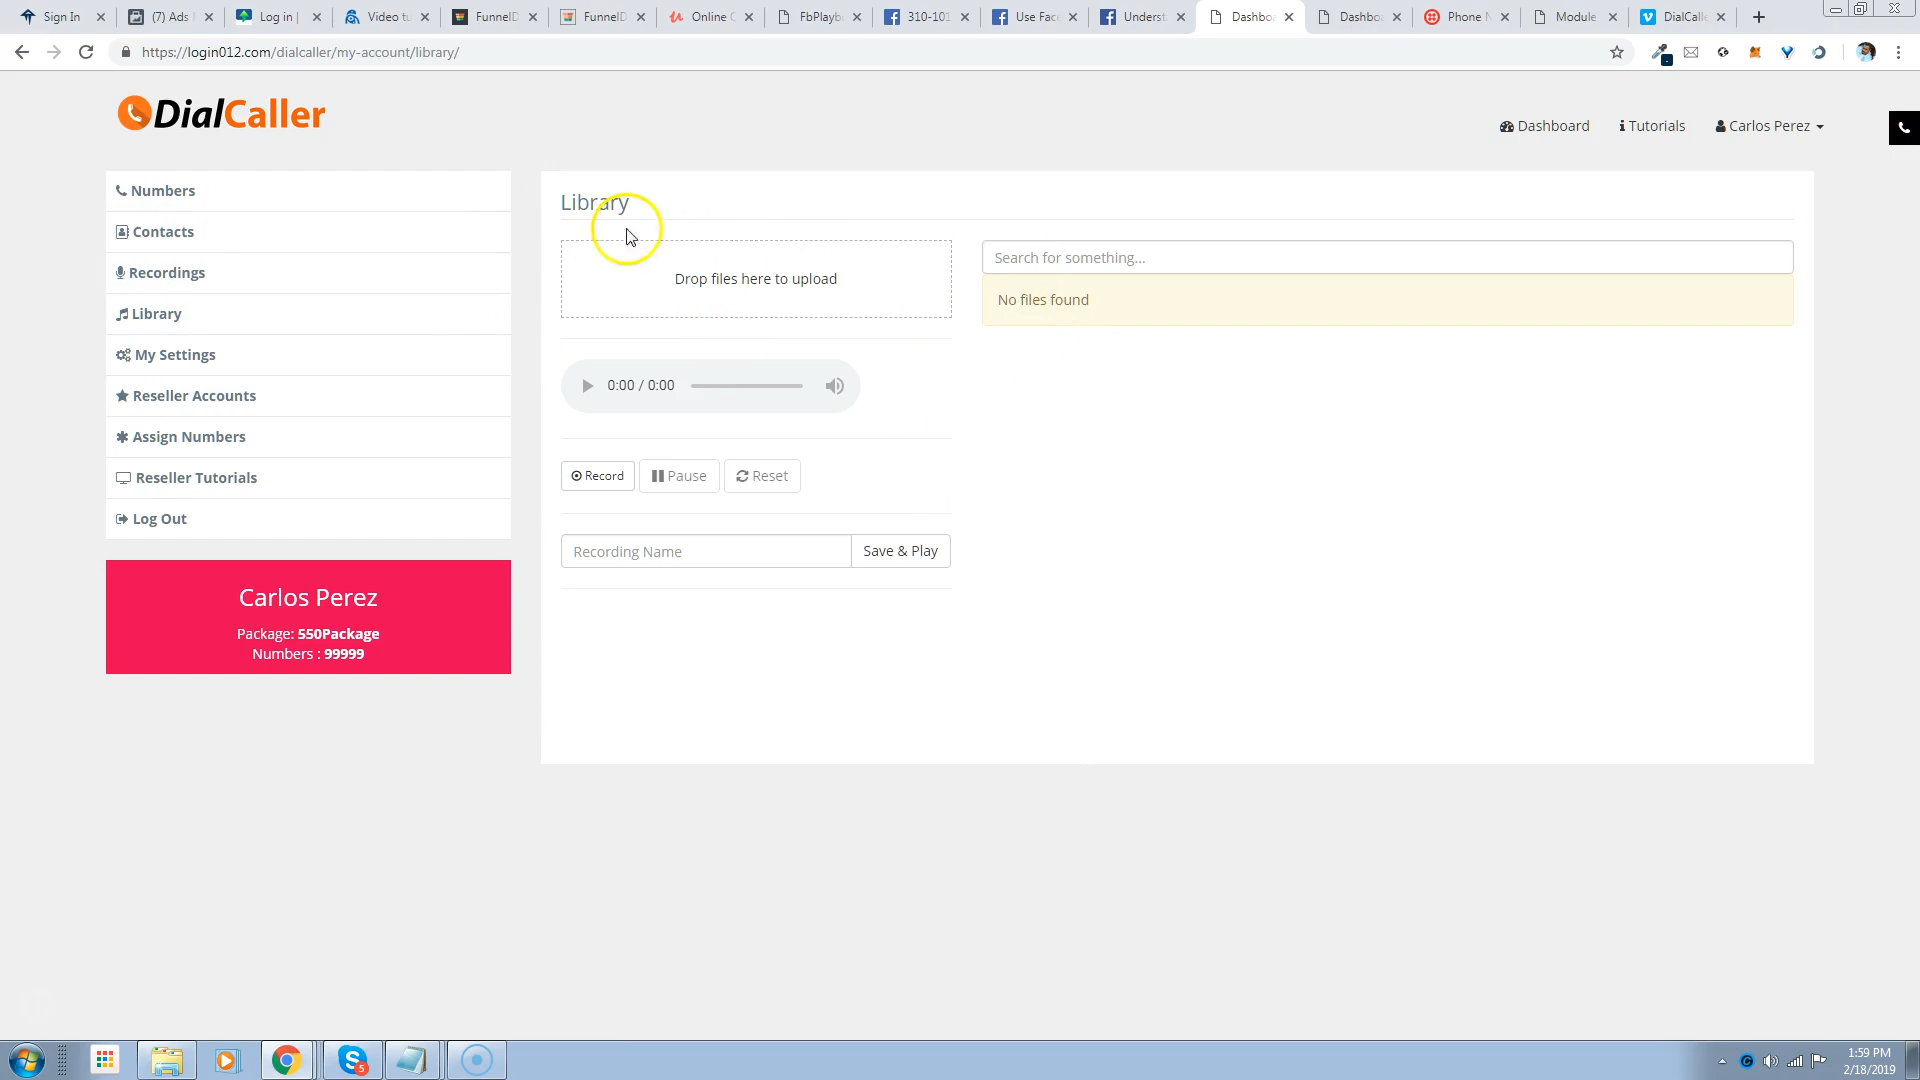 Sign In
(7) Ads
Log in |
Video tu
FunnelD
FunnelD
Online C
FbPlayb
310-101
Use Fac
Underst
Dashbo
Dashbo
Phone N
Module
DialCalle
https://login012.com/dialcaller/my-account/library/
DialCaller
Dashboard
Tutorials
Carlos Perez
Numbers
Contacts
Recordings
Library
My Settings
Reseller Accounts
Assign Numbers
Reseller Tutorials
Log Out
Carlos Perez
Package: 550Package
Numbers : 99999
Library
Drop files here to upload
0:00 / 0:00
Record
Pause
Reset
Recording Name
Save & Play
Search for something...
No files found
5
1:59 PM
2/18/2019